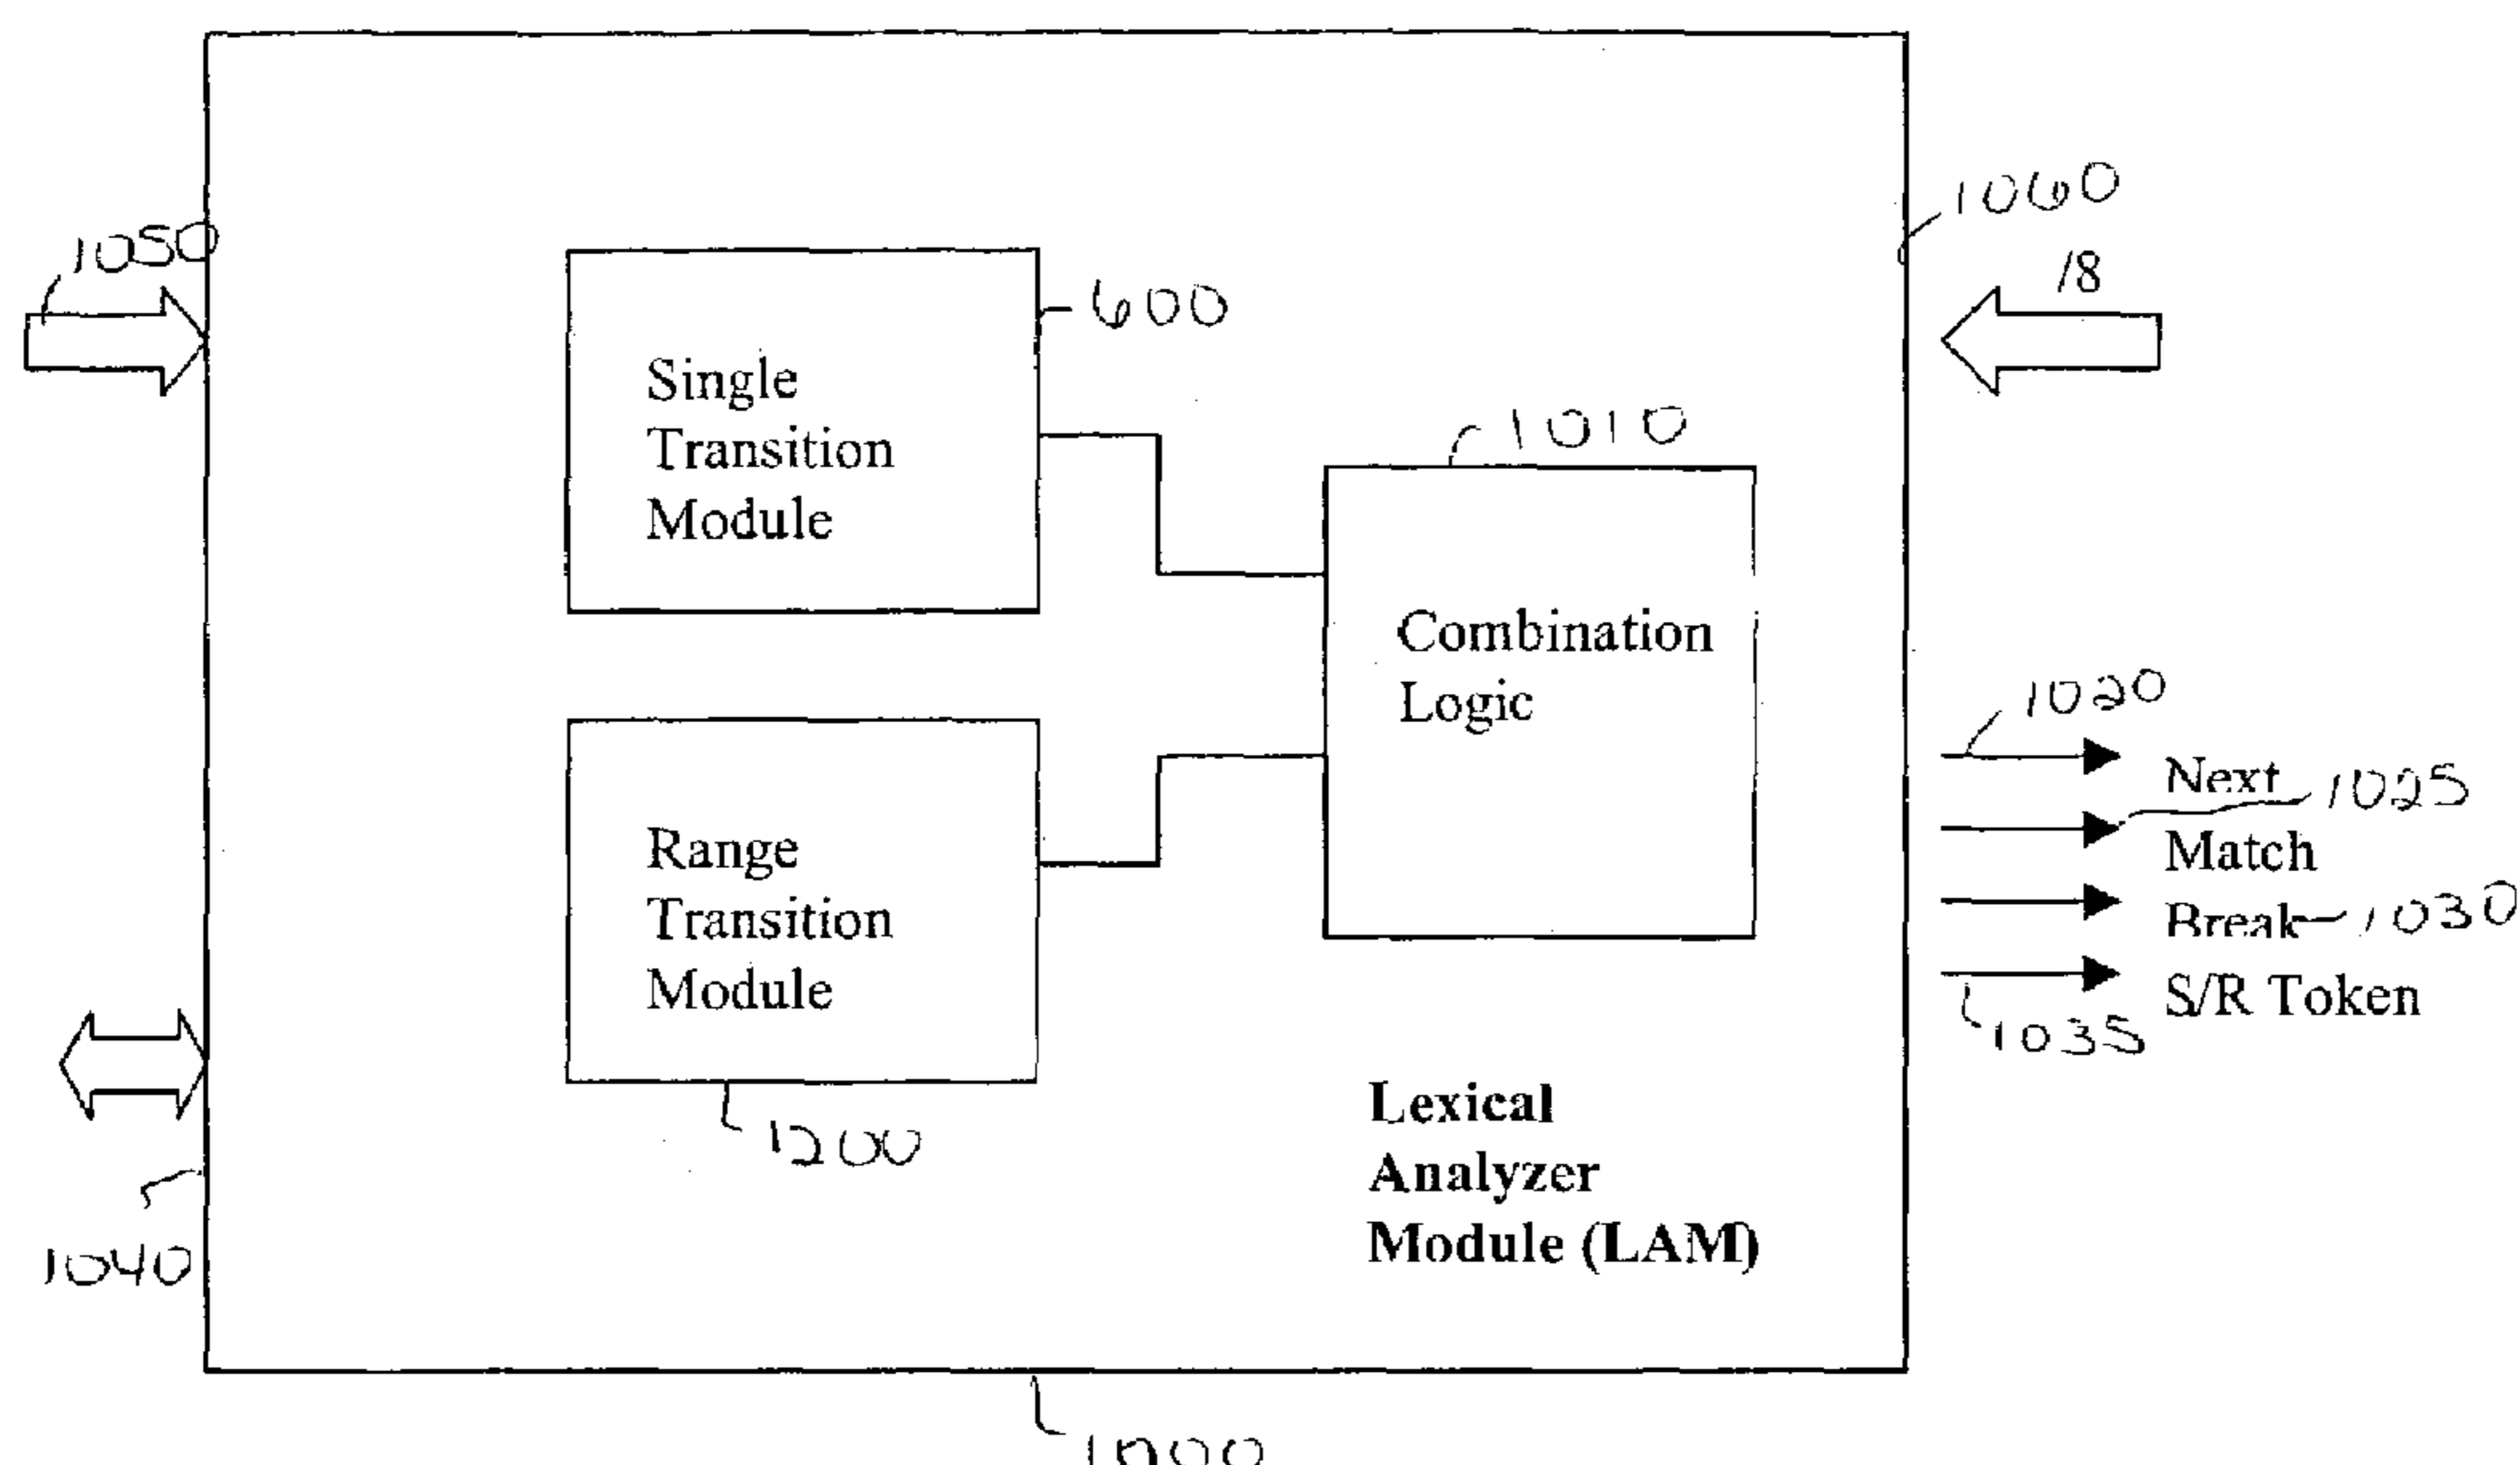 1050
1060
/8
600
Single
Transition
Module
1010
Combination
Logic
1020
Next
1025
Match
Break
1030
S/R Token
1035
Range
Transition
Module
1200
1040
Lexical
Analyzer
Module (LAM)
1000